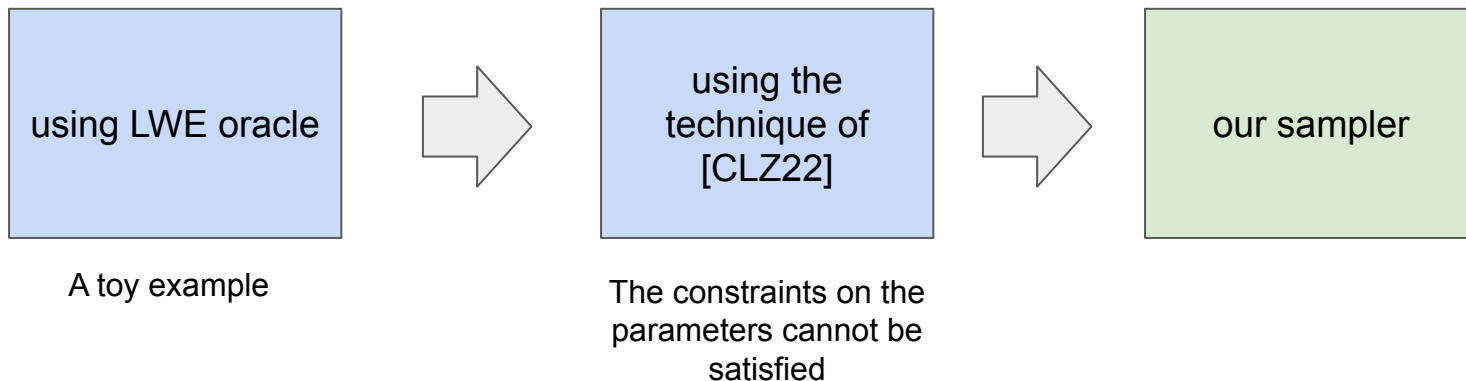 using LWE oracle
using the
technique of
[CLZ22]
our sampler
A toy example
The constraints on the
parameters cannot be
satisfied